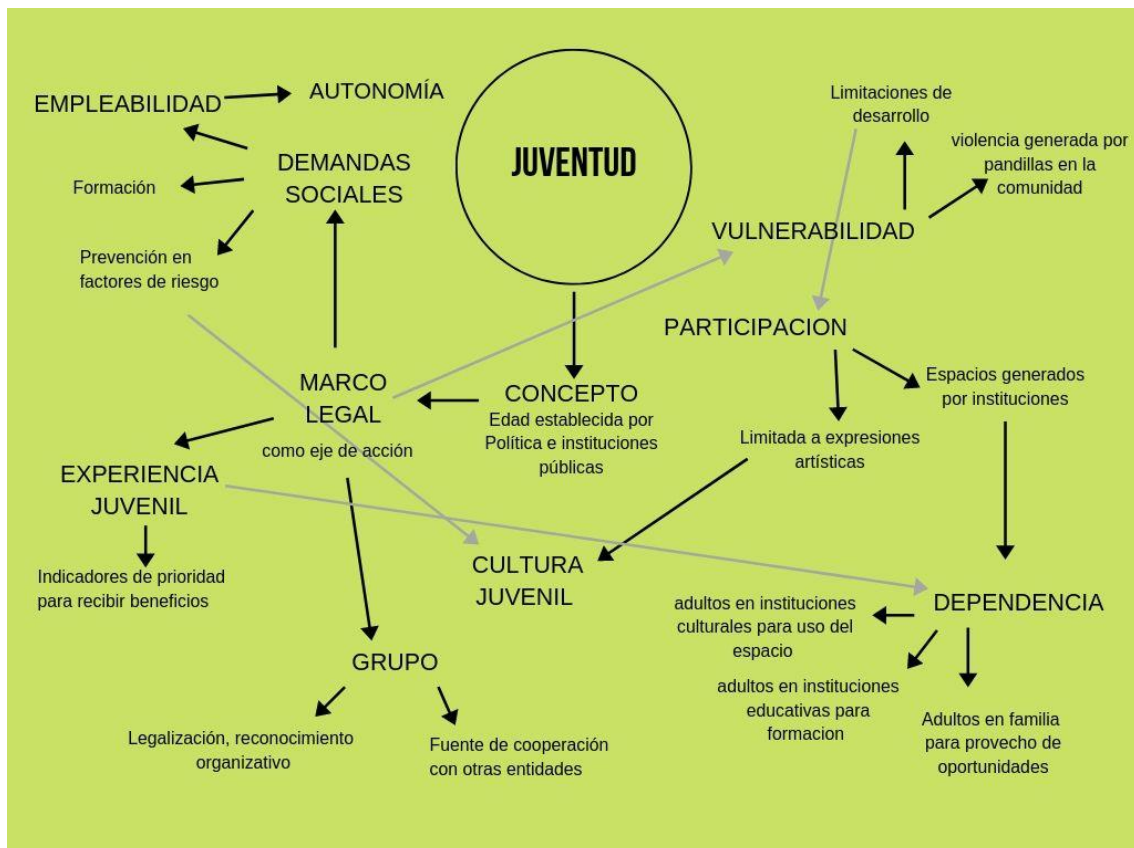 JUVENTUD
EMPLEABILIDAD
AUTONOMÍA
DEMANDAS
SOCIALES
Formación
Prevención en
factores de riesgo
Limitaciones de
desarrollo
violencia generada por
pandillas en la
comunidad
VULNERABILIDAD
PARTICIPACION
Espacios generados
por instituciones
Limitada a expresiones
artísticas
MARCO
LEGAL
como eje de acción
CONCEPTO
Edad establecida por
Política e instituciones
públicas
EXPERIENCIA
JUVENIL
Indicadores de prioridad
para recibir beneficios
CULTURA
JUVENIL
DEPENDENCIA
adultos en instituciones
culturales para uso del
espacio
adultos en instituciones
educativas para
formacion
Adultos en familia
para provecho de
oportunidades
GRUPO
Legalización, reconocimiento
organizativo
Fuente de cooperación
con otras entidades